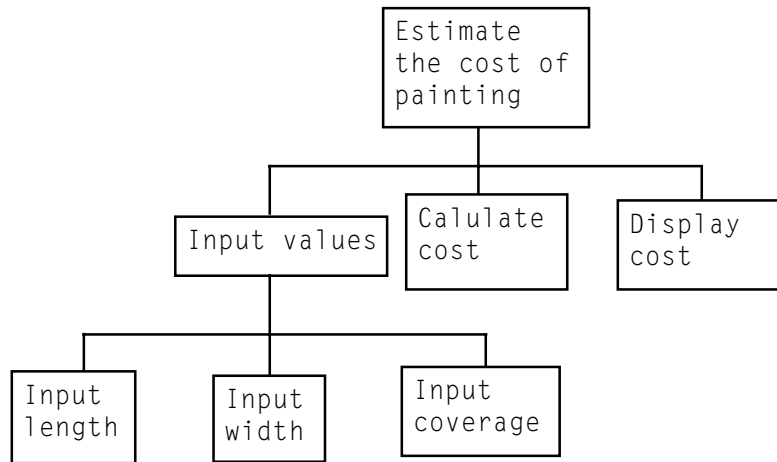 Estimate
the cost of
painting
Input values
Calulate
cost
Display
cost
Input
length
Input
width
Input
coverage